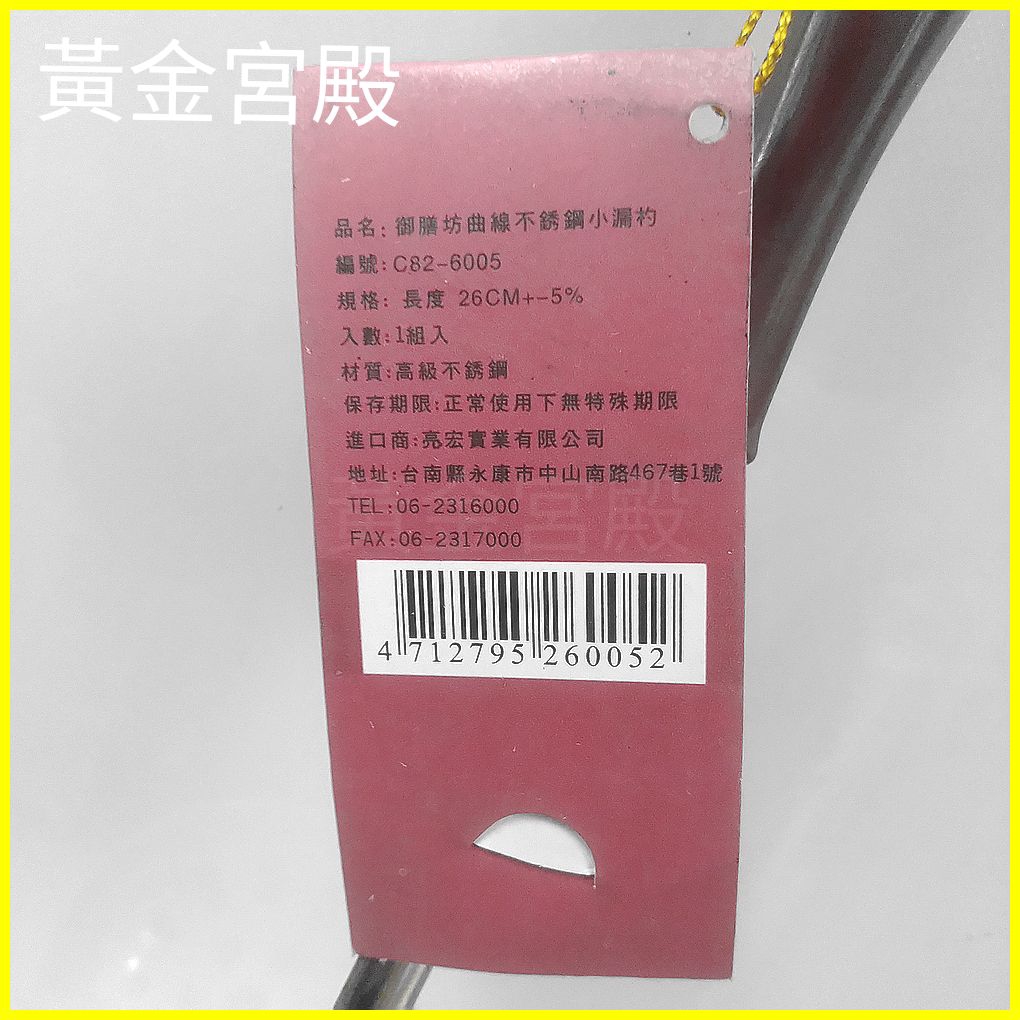 黃金宮殿
品名: 御膳坊曲線不銹鋼小漏杓
編號:C82-6005
規格: 長度 26CM+-5%
入數:1組入
材質:高級不銹鋼
保存期限:正常使用下無特殊期限
進口商:亮宏實業有限公司
地址:台南縣永康市中山南路467巷1號
TEL:06-2316000
FAX:06-2317000
黃金宮殿
4 712795 260052